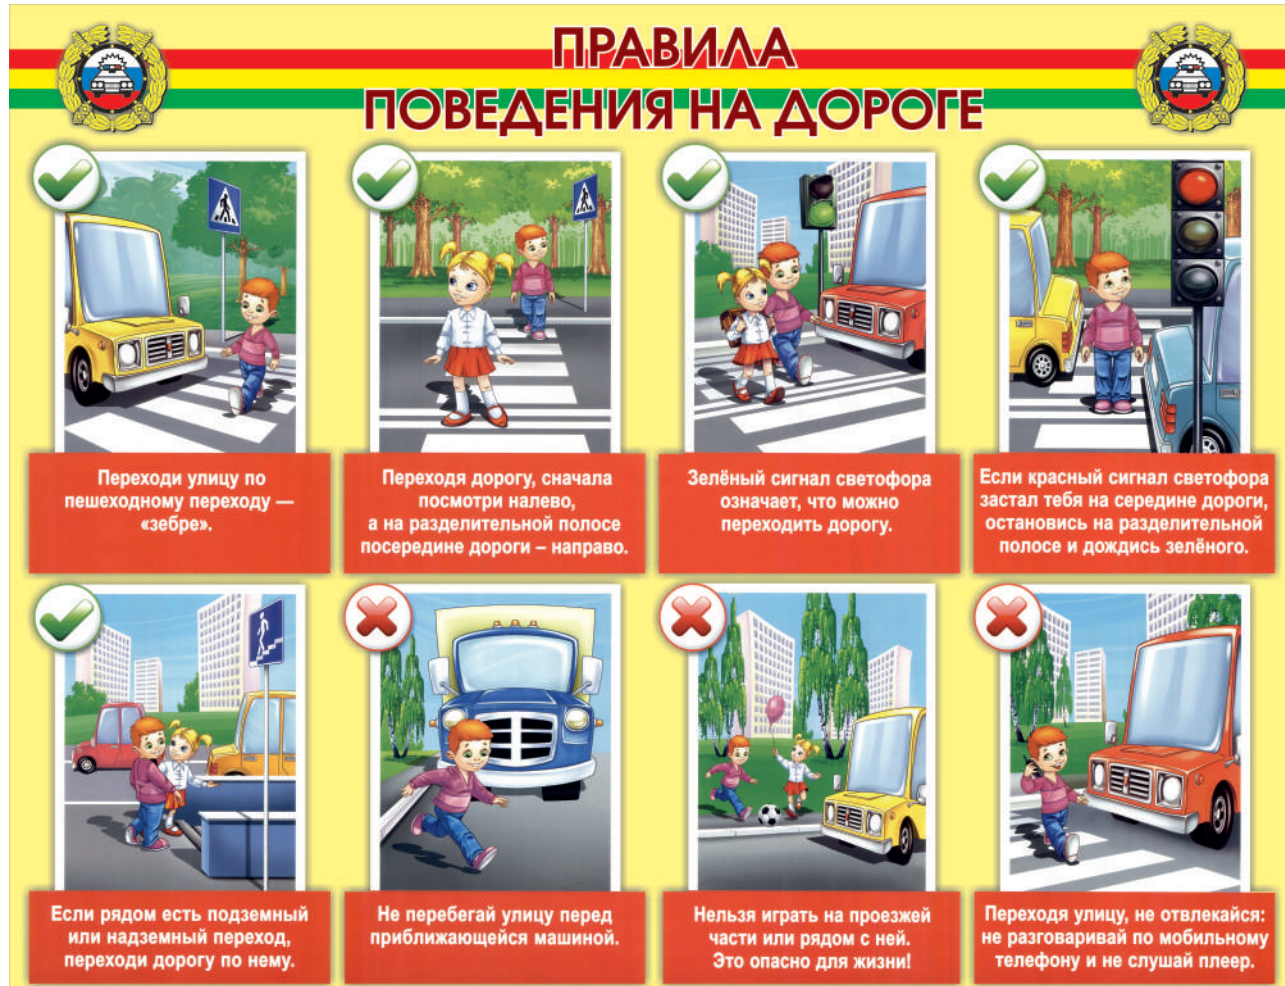 ПРАВИЛА
ПОВЕДЕНИЯ НА ДОРОГЕ
Переходи улицу по
пешеходному переходу —
«зебре».
Переходя дорогу, сначала
посмотри налево,
а на разделительной полосе
посередине дороги – направо.
Зелёный сигнал светофора
означает, что можно
переходить дорогу.
Если красный сигнал светофора
застал тебя на середине дороги,
остановись на разделительной
полосе и дождись зелёного.
Если рядом есть подземный
или надземный переход,
переходи дорогу по нему.
Не перебегай улицу перед
приближающейся машиной.
Нельзя играть на проезжей
части или рядом с ней.
Это опасно для жизни!
Переходя улицу, не отвлекайся:
не разговаривай по мобильному
телефону и не слушай плеер.